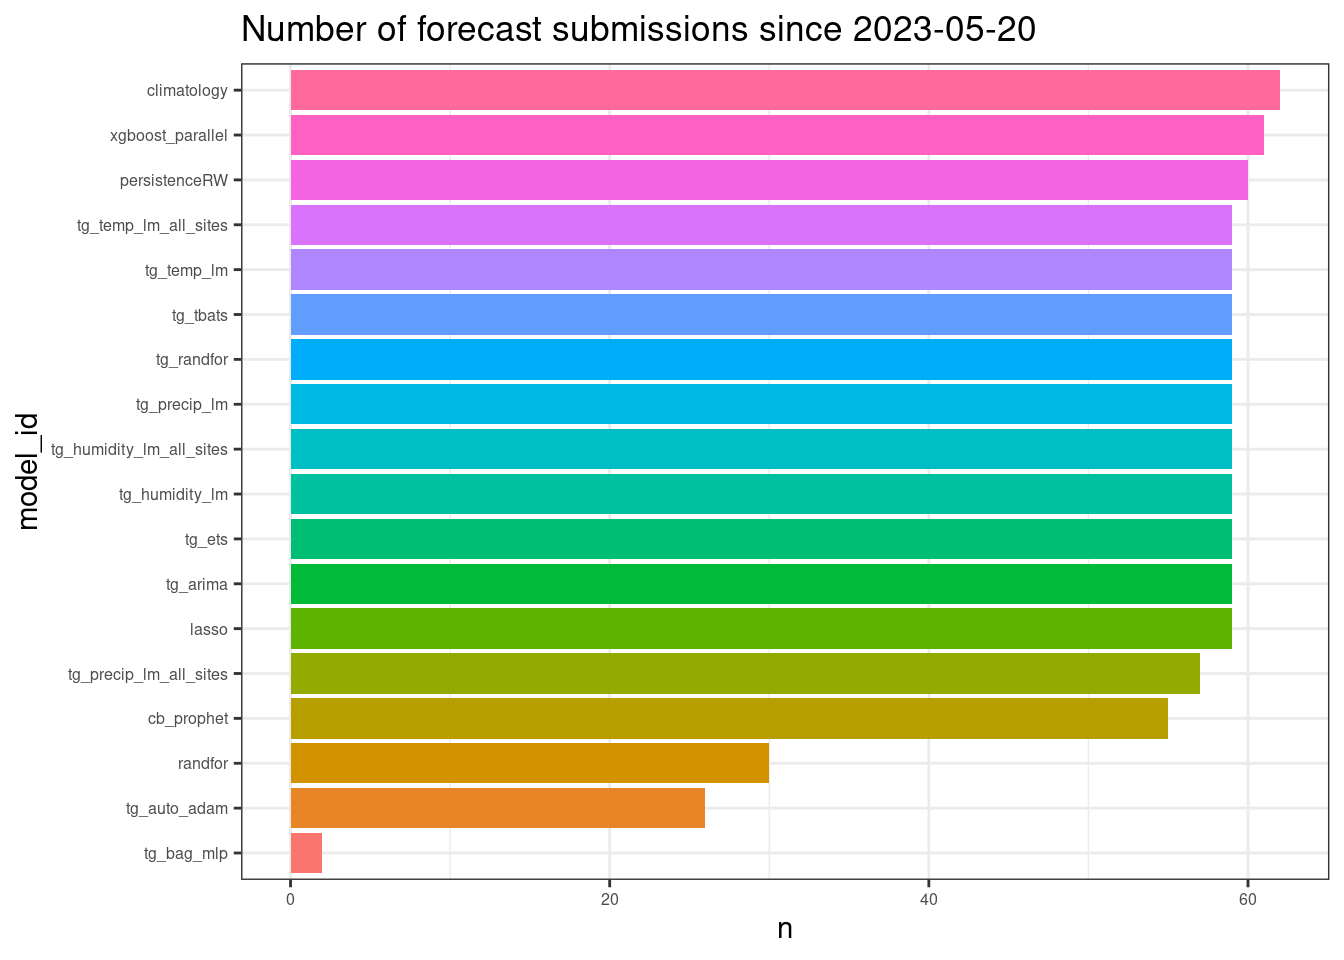 Number of forecast submissions since 2023-05-20
climatology
xgboost_parallel
persistenceRW
tg_temp_lm_all_sites
tg_temp_lm
tg_tbats
tg_randfor
tg_precip_lm
tg_humidity_lm_all_sites
tg_humidity_lm
tg_ets
tg_arima
lasso
tg_precip_lm_all_sites
cb_prophet
randfor
tg_auto_adam
tg_bag_mlp
model_id
0 20 40 60
n